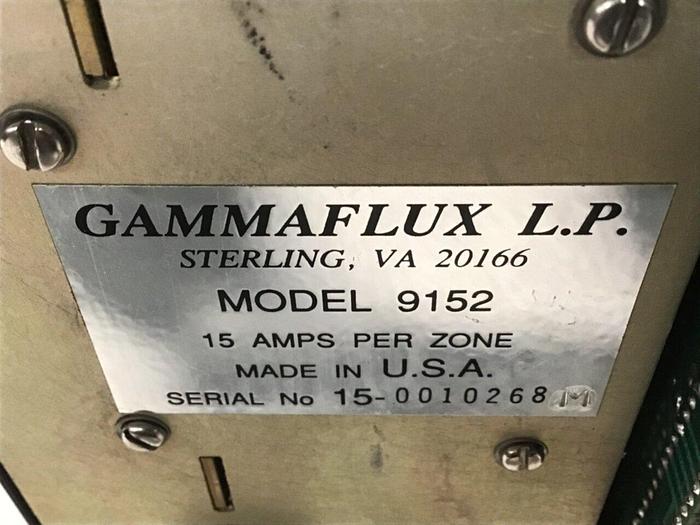 GAMMAFLUX L.P.
STERLING, VA 20166
MODEL 9152
15 AMPS PER ZONE
MADE IN U.S.A.
SERIAL No 15-0010268 M